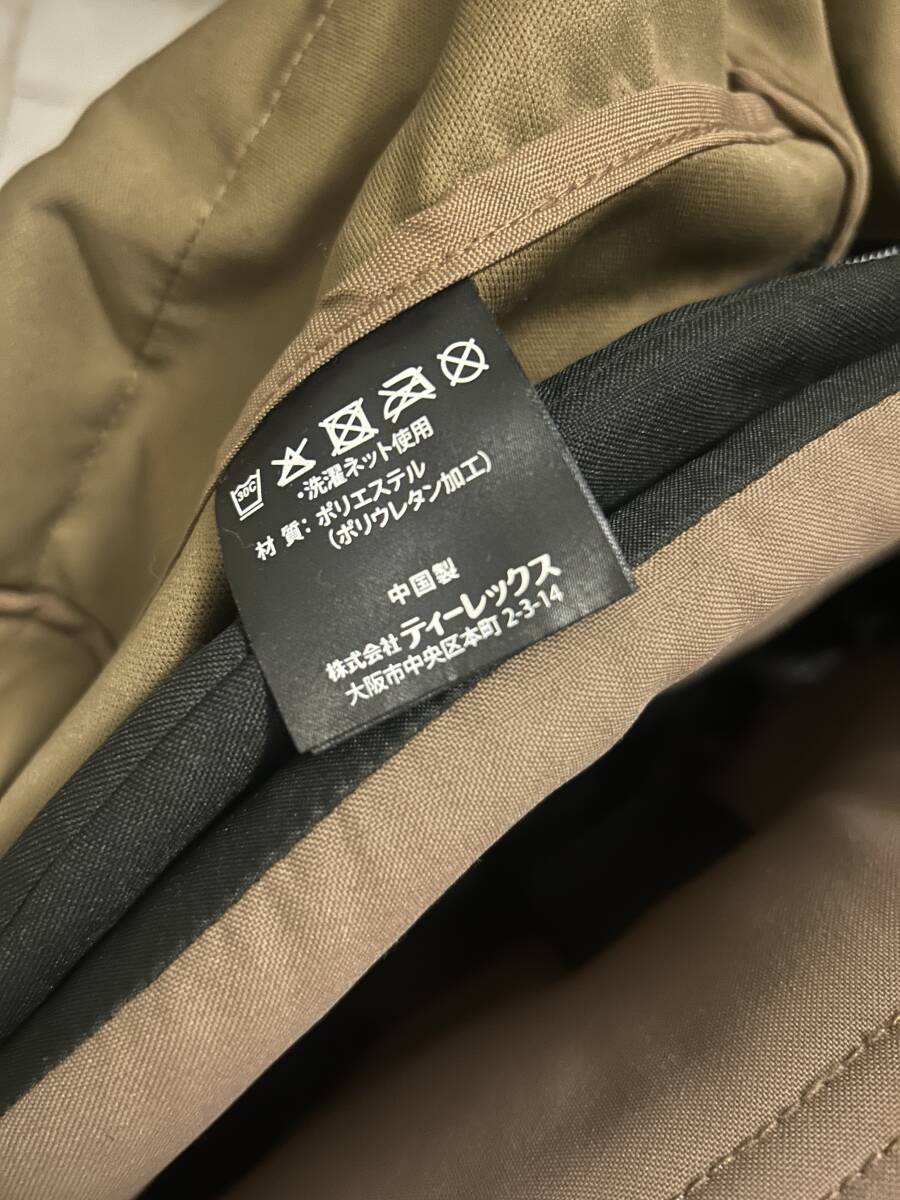 30C
・洗濯ネット使用
材 質：ポリエステル
（ポリウレタン加工）
中国製
株式会社 ティーレックス
大阪市中央区本町 2-3-14